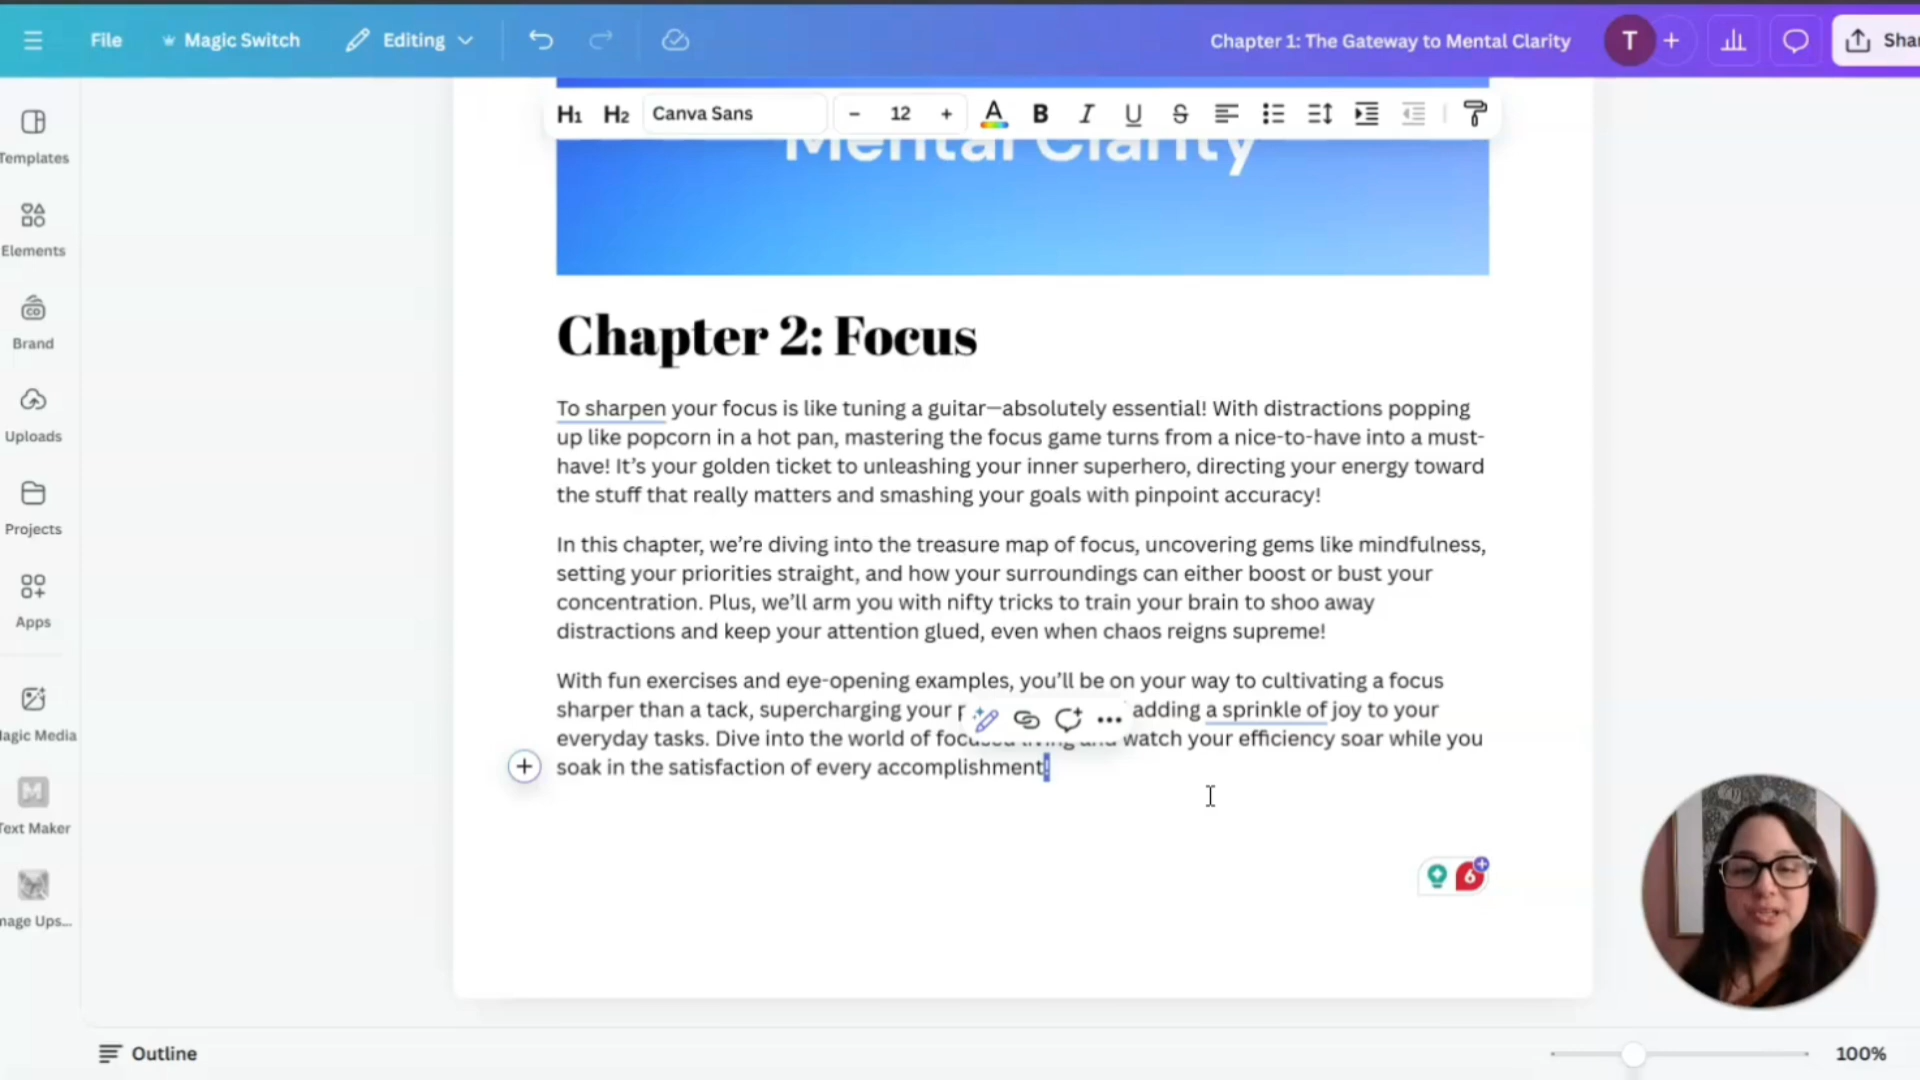 File
Magic Switch
Editing
Chapter 1: The Gateway to Mental Clarity
T
+
Shar
H1 H2 Canva Sans – 12 + A B I U S
Mental Clarity
Templates
Elements
Brand
Uploads
Projects
Apps
lagic Media
Text Maker
mage Ups...
Chapter 2: Focus
To sharpen your focus is like tuning a guitar—absolutely essential! With distractions popping
up like popcorn in a hot pan, mastering the focus game turns from a nice-to-have into a must-
have! It’s your golden ticket to unleashing your inner superhero, directing your energy toward
the stuff that really matters and smashing your goals with pinpoint accuracy!
In this chapter, we’re diving into the treasure map of focus, uncovering gems like mindfulness,
setting your priorities straight, and how your surroundings can either boost or bust your
concentration. Plus, we’ll arm you with nifty tricks to train your brain to shoo away
distractions and keep your attention glued, even when chaos reigns supreme!
With fun exercises and eye-opening examples, you’ll be on your way to cultivating a focus
sharper than a tack, supercharging your adding a sprinkle of joy to your
everyday tasks. Dive into the world of focused living and watch your efficiency soar while you
soak in the satisfaction of every accomplishment!
6
Outline
100%